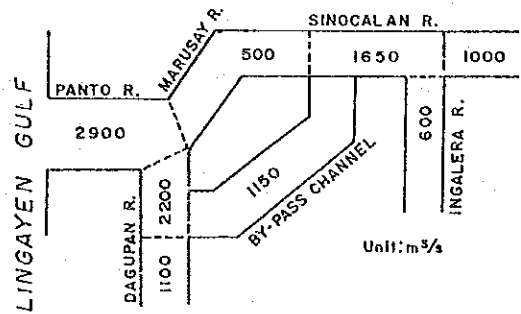 SINOCALAN R.
MARUSAY R.
500
1650
1000
PANTO R.
LINGAYEN GULF
2900
600
INGALERA R.
1150
BY-PASS CHANNEL
2200
DAGUPAN R.
1100
Unit: m³/s